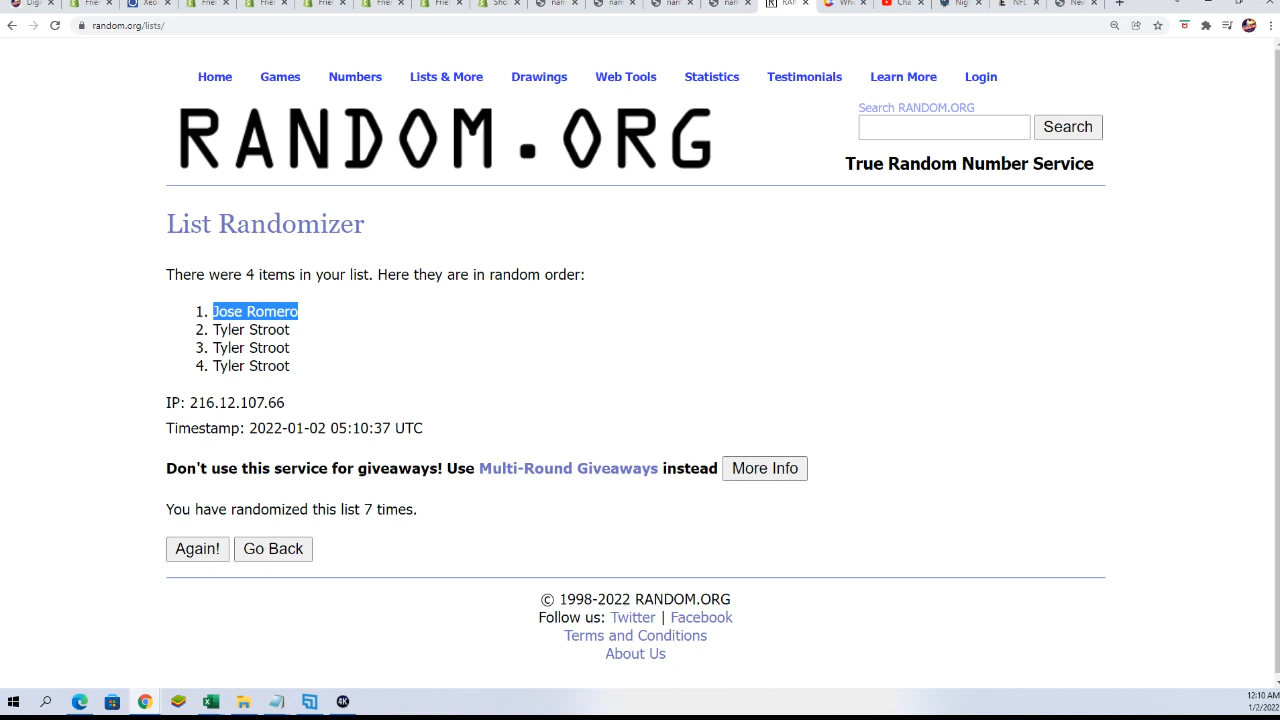 random.org/lists/
Home Games Numbers Lists & More Drawings Web Tools Statistics Testimonials Learn More Login
RANDOM.ORG
Search RANDOM.ORG
Search
True Random Number Service
List Randomizer
There were 4 items in your list. Here they are in random order:
1. Jose Romero
2. Tyler Stroot
3. Tyler Stroot
4. Tyler Stroot
IP: 216.12.107.66
Timestamp: 2022-01-02 05:10:37 UTC
Don't use this service for giveaways! Use Multi-Round Giveaways instead More Info
You have randomized this list 7 times.
Again! Go Back
© 1998-2022 RANDOM.ORG
Follow us: Twitter | Facebook
Terms and Conditions
About Us
12:10 AM
1/2/2022